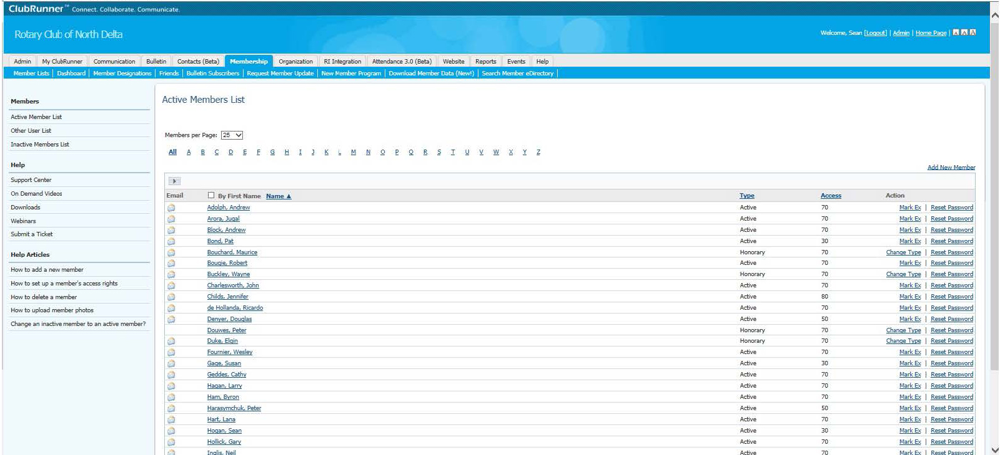 ClubRunner™ Connect. Collaborate. Communicate.
Rotary Club of North Delta
Welcome, Sean [Logout] | Admin | Home Page | A A A
Admin My ClubRunner Communication Bulletin Contacts (Beta) Membership Organization RI Integration Attendance 3.0 (Beta) Website Reports Events Help
Member Lists | Dashboard | Member Designations | Friends | Bulletin Subscribers | Request Member Update | New Member Program | Download Member Data (New!) | Search Member eDirectory |
Members
Active Member List
Other User List
Inactive Members List
Help
Support Center
On Demand Videos
Downloads
Webinars
Submit a Ticket
Help Articles
How to add a new member
How to set up a member's access rights
How to delete a member
How to upload member photos
Change an inactive member to an active member?
Active Members List
Members per Page: 25
All A B C D E F G H I J K L M N O P Q R S T U V W X Y Z
Add New Member
Email By First Name Name ▲ Type Access Action
Adolph, Andrew Active 70 Mark Ex | Reset Password
Arora, Jugal Active 70 Mark Ex | Reset Password
Block, Andrew Active 70 Mark Ex | Reset Password
Bond, Pat Active 30 Mark Ex | Reset Password
Bouchard, Maurice Honorary 70 Change Type | Reset Password
Bougie, Robert Active 70 Mark Ex | Reset Password
Buckley, Wayne Honorary 70 Change Type | Reset Password
Charlesworth, John Active 70 Mark Ex | Reset Password
Childs, Jennifer Active 80 Mark Ex | Reset Password
de Hollanda, Ricardo Active 70 Mark Ex | Reset Password
Denyer, Douglas Active 50 Mark Ex | Reset Password
Douwes, Peter Honorary 70 Change Type | Reset Password
Duke, Elgin Honorary 70 Change Type | Reset Password
Fournier, Wesley Active 70 Mark Ex | Reset Password
Gage, Susan Active 30 Mark Ex | Reset Password
Geddes, Cathy Active 70 Mark Ex | Reset Password
Hagan, Larry Active 70 Mark Ex | Reset Password
Ham, Byron Active 70 Mark Ex | Reset Password
Harasymchuk, Peter Active 50 Mark Ex | Reset Password
Hart, Lana Active 70 Mark Ex | Reset Password
Hogan, Sean Active 30 Mark Ex | Reset Password
Hollick, Gary Active 70 Mark Ex | Reset Password
Inglis, Neil Active 70 Mark Ex | Reset Password